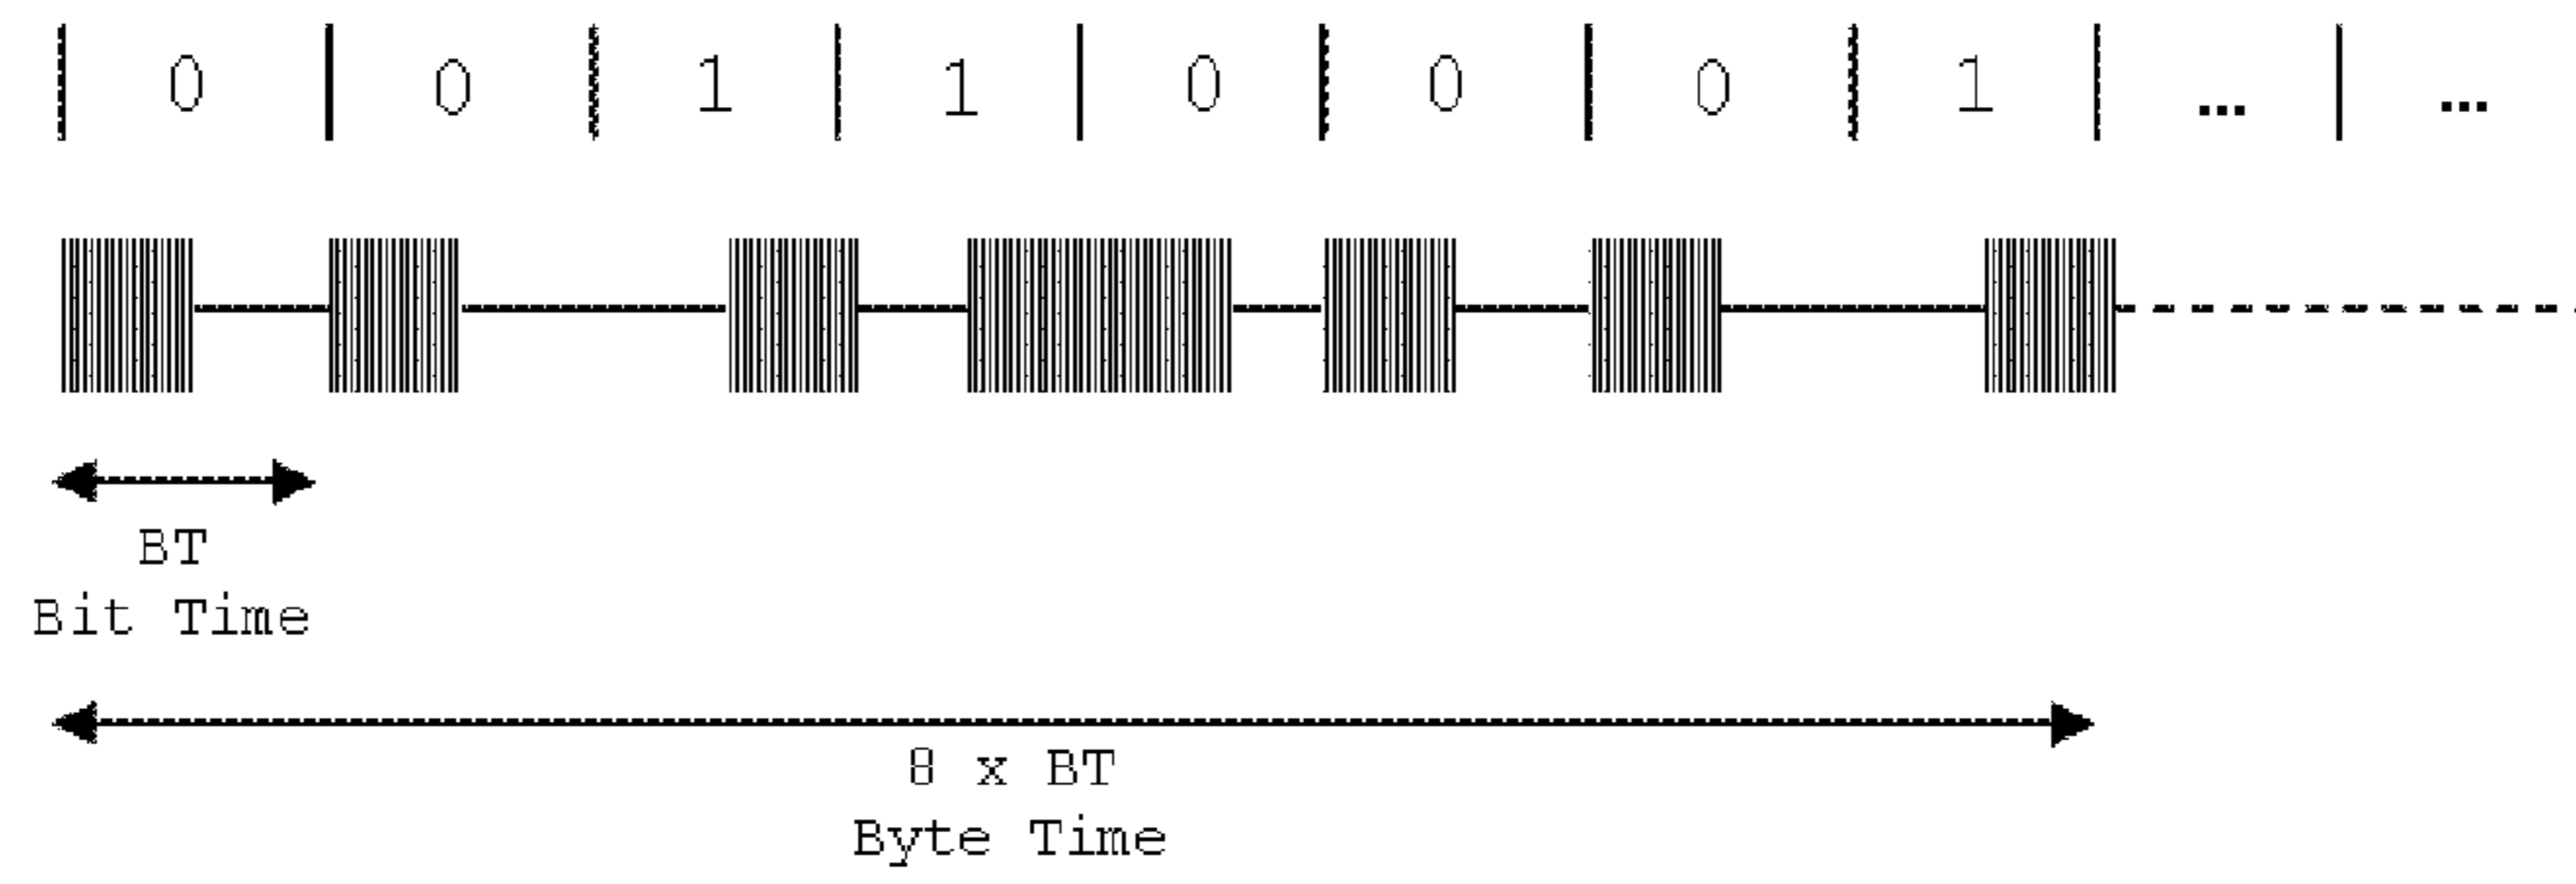 0 0 1 1 0 0 0 1 ... ...
BT
Bit Time
8 x BT
Byte Time